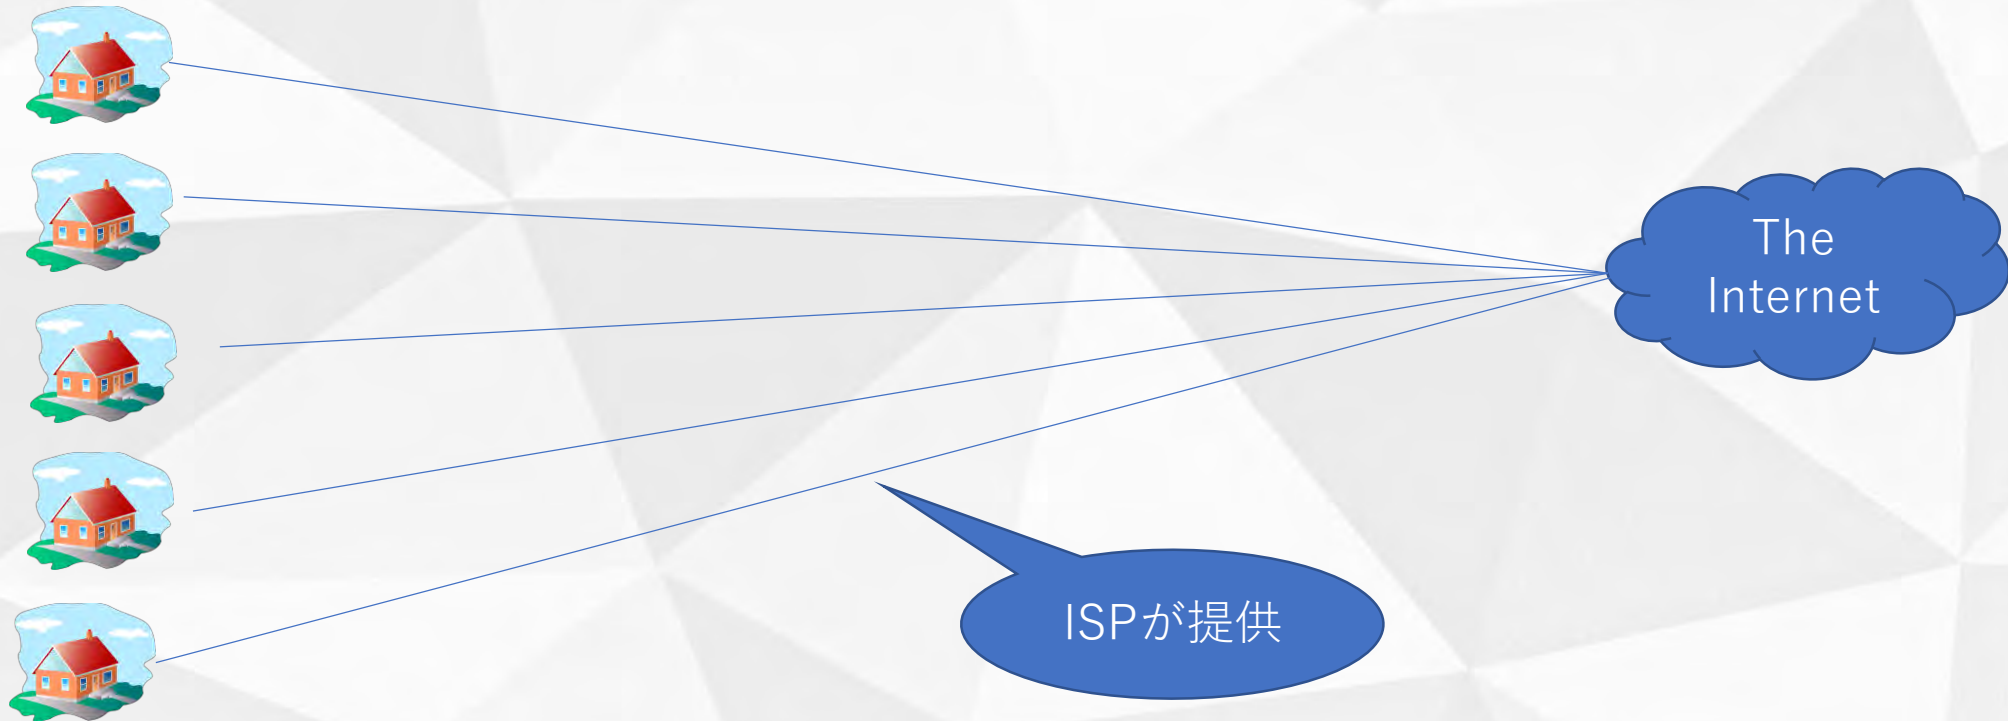 The
Internet
ISPが提供